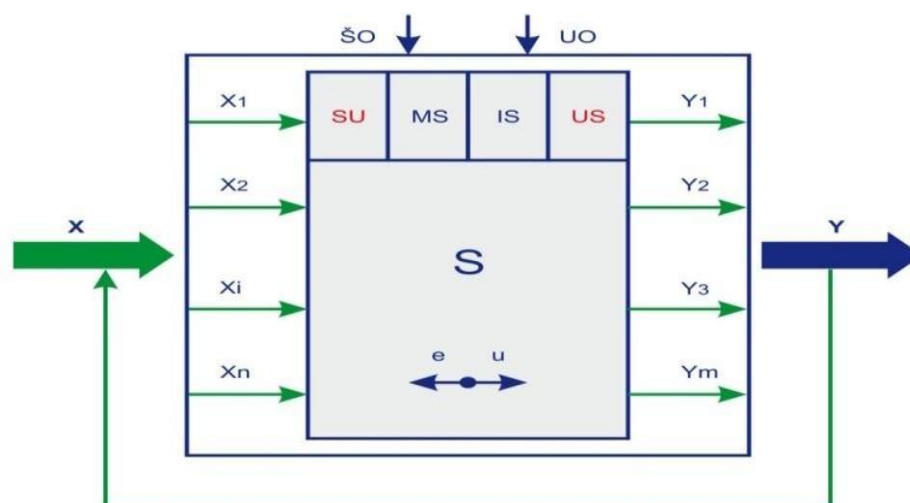 ŠO UO
X1 SU MS IS US Y1
X2 Y2
X Y
S
Xi Y3
e u
Xn Ym